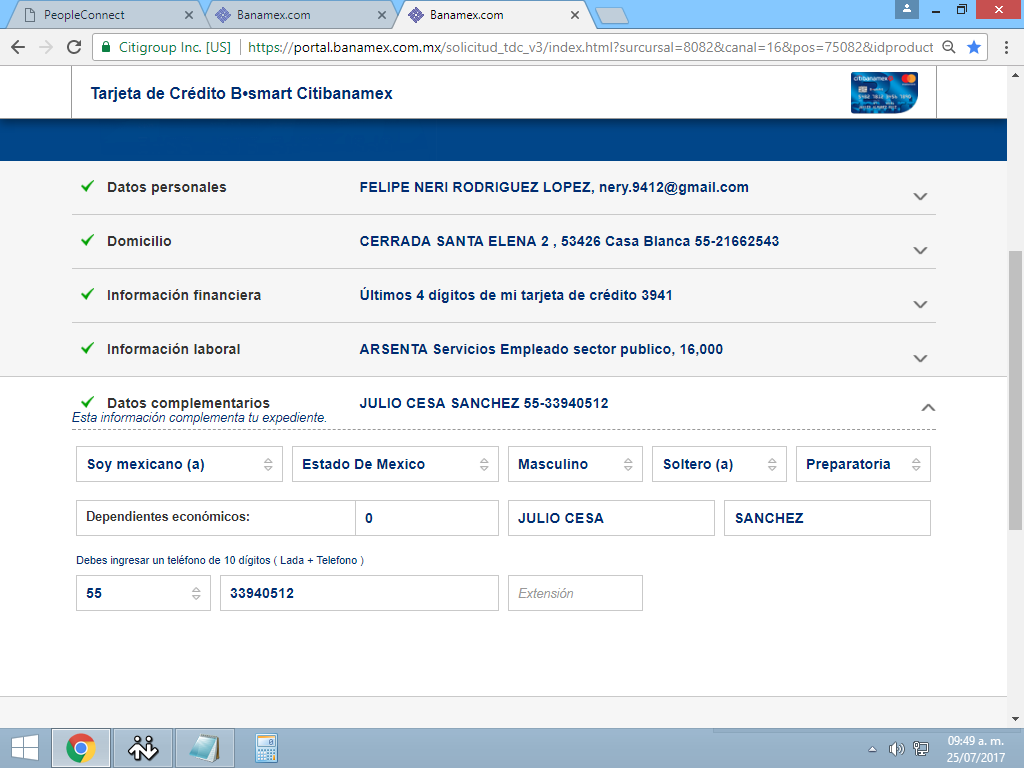 PeopleConnect
Banamex.com
Banamex.com
Citigroup Inc. [US]
https://portal.banamex.com.mx/solicitud_tdc_v3/index.html?surcursal=8082&canal=16&pos=75082&idproduct
Tarjeta de Crédito B•smart Citibanamex
citibanamex
Datos personales
FELIPE NERI RODRIGUEZ LOPEZ, nery.9412@gmail.com
Domicilio
CERRADA SANTA ELENA 2 , 53426 Casa Blanca 55-21662543
Información financiera
Últimos 4 dígitos de mi tarjeta de crédito 3941
Información laboral
ARSENTA Servicios Empleado sector publico, 16,000
Datos complementarios
JULIO CESA SANCHEZ 55-33940512
Esta información complementa tu expediente.
Soy mexicano (a)
Estado De Mexico
Masculino
Soltero (a)
Preparatoria
Dependientes económicos:
0
JULIO CESA
SANCHEZ
Debes ingresar un teléfono de 10 dígitos ( Lada + Telefono )
55
33940512
Extensión
09:49 a. m.
25/07/2017